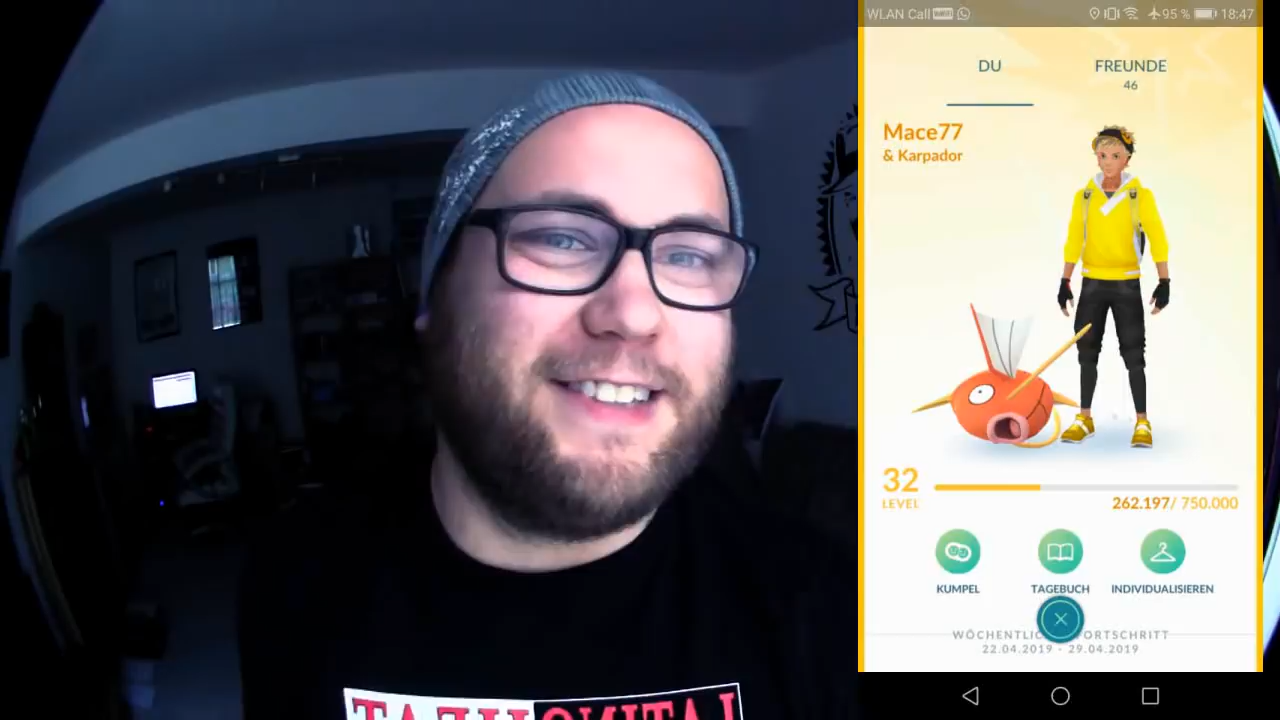 WLAN Call
95 %
18:47
DU
FREUNDE
46
Mace77
& Karpador
32
LEVEL
262.197/ 750.000
KUMPEL
TAGEBUCH
INDIVIDUALISIEREN
22.04.2019 - 29.04.2019